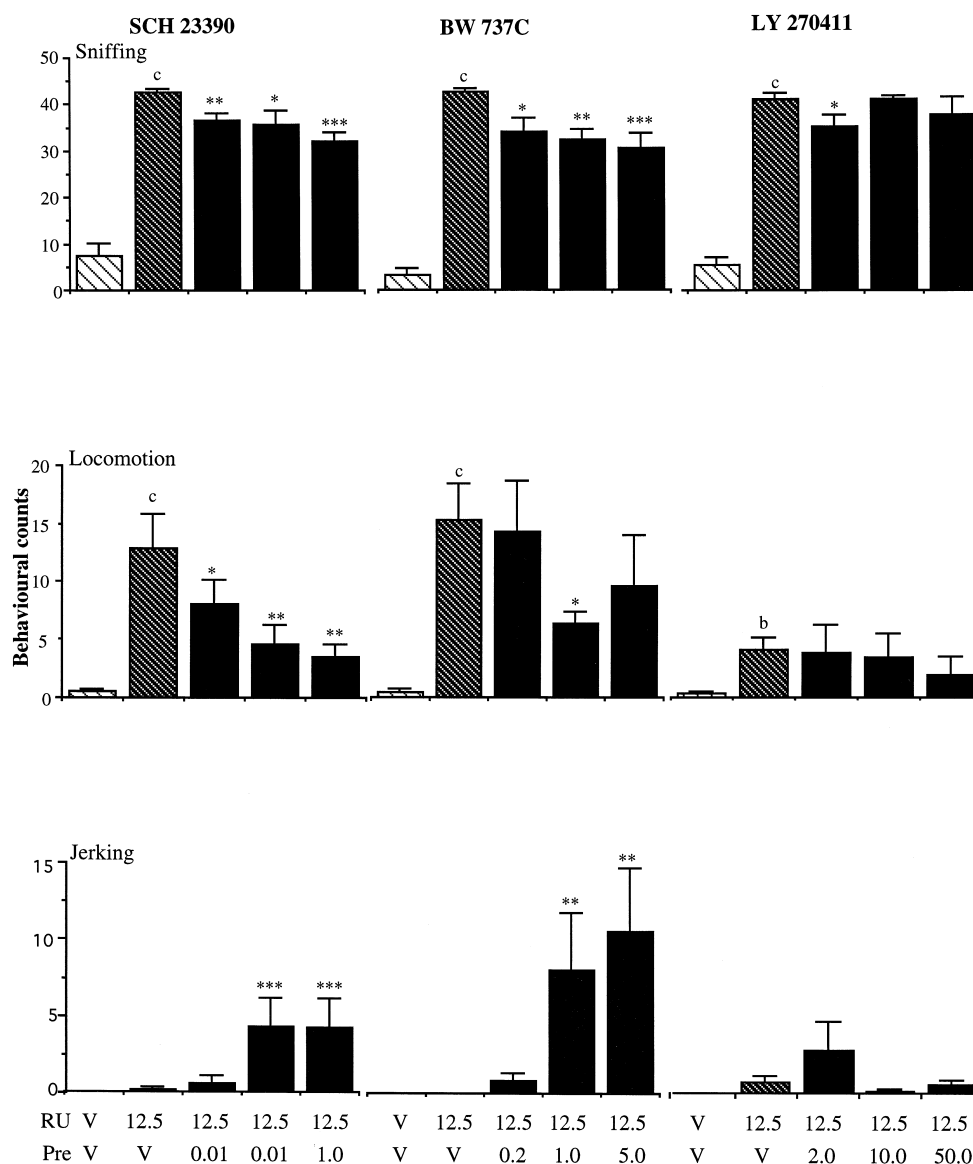 SCH 23390 BW 737C LY 270411
Sniffing
50
40
30
20
10
0
c ** * ***
c * ** ***
c *
Behavioural counts
Locomotion
20
15
10
5
0
c * ** **
c *
b
Jerking
15
10
5
0
*** ***
** **
RU V 12.5 12.5 12.5 12.5 V 12.5 12.5 12.5 12.5 V 12.5 12.5 12.5 12.5
Pre V V 0.01 0.01 1.0 V V 0.2 1.0 5.0 V V 2.0 10.0 50.0